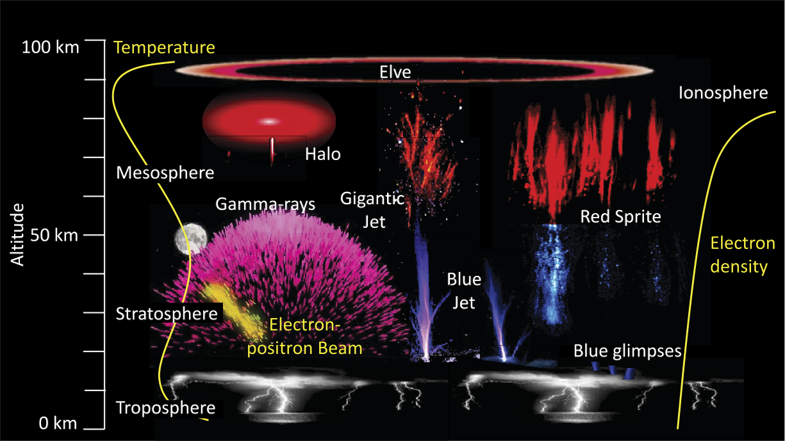 100 km
Temperature
Elve
Ionosphere
Halo
Mesosphere
Gamma-rays
Gigantic
Jet
Red Sprite
Altitude
50 km
Electron
density
Blue
Jet
Stratosphere
Electron-
positron Beam
Blue glimpses
Troposphere
0 km